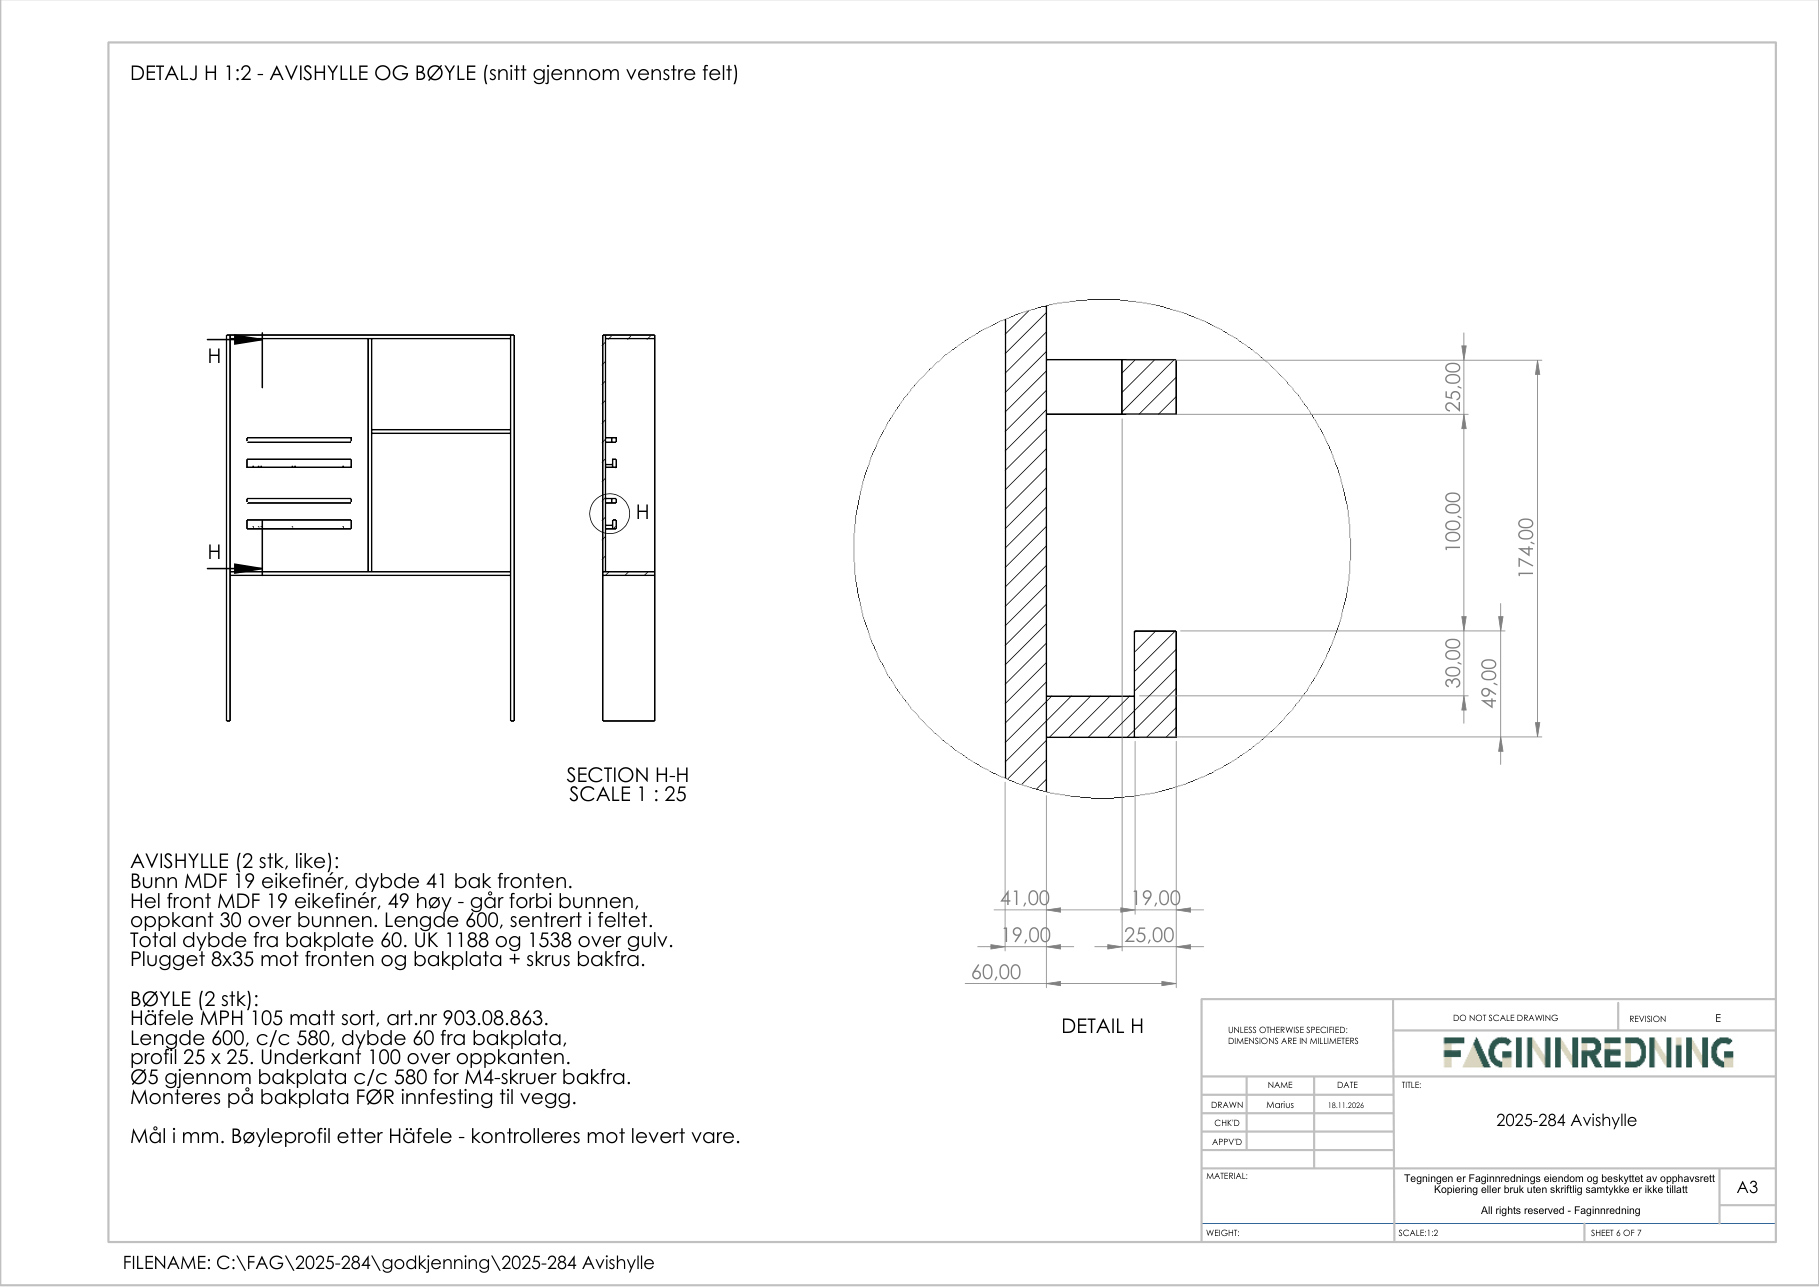 DETALJ H 1:2 - AVISHYLLE OG BØYLE (snitt gjennom venstre felt)
H
H
H
SECTION H-H
SCALE 1 : 25
25,00
100,00
174,00
30,00
49,00
41,00
19,00
19,00
25,00
60,00
DETAIL H
AVISHYLLE (2 stk, like):
Bunn MDF 19 eikefinér, dybde 41 bak fronten.
Hel front MDF 19 eikefinér, 49 høy - går forbi bunnen,
oppkant 30 over bunnen. Lengde 600, sentrert i feltet.
Total dybde fra bakplate 60. UK 1188 og 1538 over gulv.
Plugget 8x35 mot fronten og bakplata + skrus bakfra.
BØYLE (2 stk):
Häfele MPH 105 matt sort, art.nr 903.08.863.
Lengde 600, c/c 580, dybde 60 fra bakplata,
profil 25 x 25. Underkant 100 over oppkanten.
Ø5 gjennom bakplata c/c 580 for M4-skruer bakfra.
Monteres på bakplata FØR innfesting til vegg.
Mål i mm. Bøyleprofil etter Häfele - kontrolleres mot levert vare.
UNLESS OTHERWISE SPECIFIED:
DIMENSIONS ARE IN MILLIMETERS
DO NOT SCALE DRAWING
REVISION E
FAGINNREDNING
NAME DATE
DRAWN Marius 18.11.2026
CHK'D
APPV'D
TITLE:
2025-284 Avishylle
MATERIAL:
Tegningen er Faginnrednings eiendom og beskyttet av opphavsrett
Kopiering eller bruk uten skriftlig samtykke er ikke tillatt
All rights reserved - Faginnredning
A3
WEIGHT:
SCALE:1:2
SHEET 6 OF 7
FILENAME: C:\FAG\2025-284\godkjenning\2025-284 Avishylle